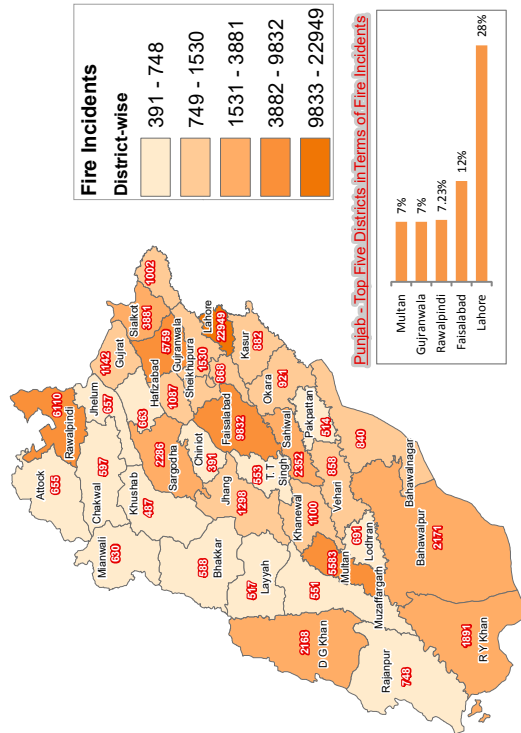 Attock
655
6110
Rawalpindi
Jhelum
657
Chakwal
697
Mianwali
630
Gujrat
1142
Khushab
487
663
Sialkot
3881
1002
Hafizabad
5759
Gujranwala
Sargodha
2286
1087
Sheikhupura
1530
Bhakkar
588
Chiniot
391
Lahore
22949
868
Faisalabad
9832
Jhang
1298
Kasur
882
Layyah
517
553
T. T
Singh
Okara
921
Sahiwal
2352
Khanewal
1100
Pakpattan
514
D G Khan
2168
551
5583
Multan
Vehari
858
840
Muzaffargarh
691
Lodhran
Bahawalnagar
Rajanpur
748
Bahawalpur
2171
1891
R Y Khan
Fire Incidents
District-wise
391 - 748
749 - 1530
1531 - 3881
3882 - 9832
9833 - 22949
Punjab - Top Five Districts in Terms of Fire Incidents
Multan 7%
Gujranwala 7%
Rawalpindi 7.23%
Faisalabad 12%
Lahore 28%